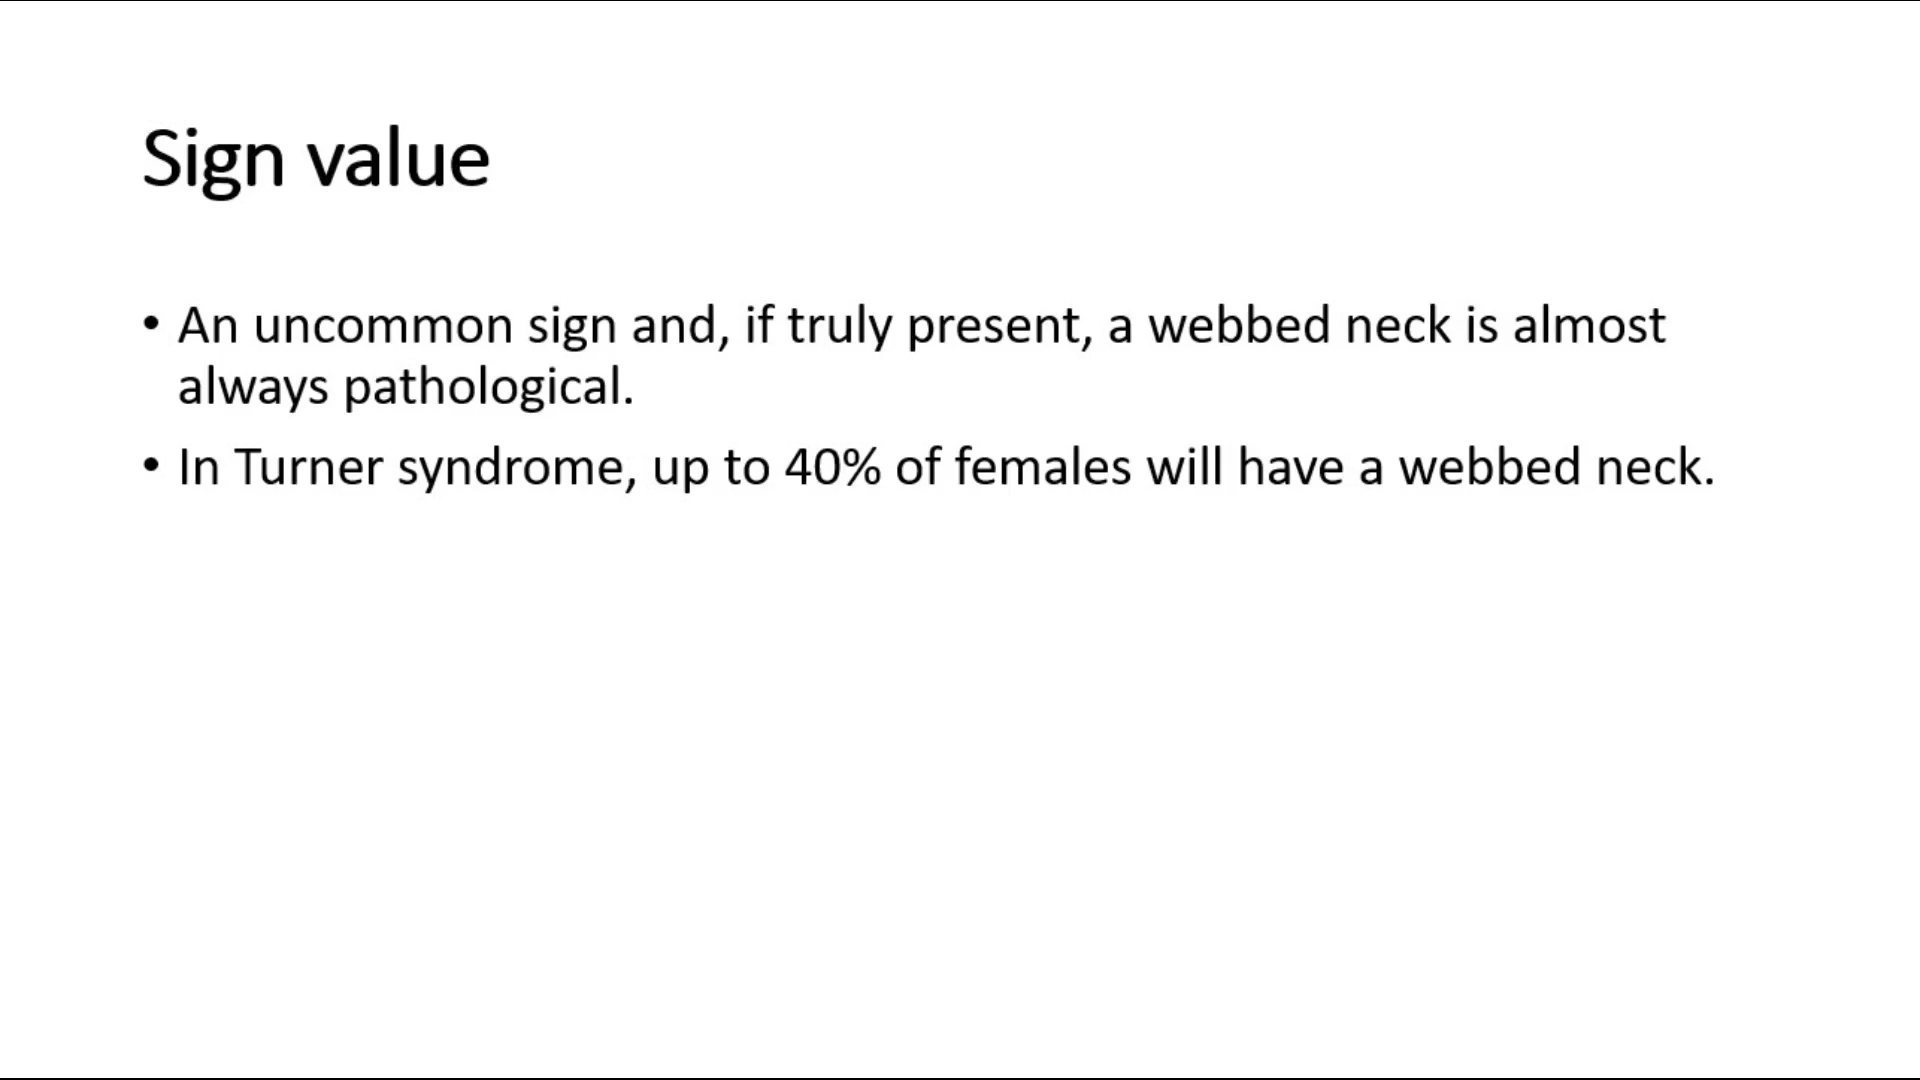 Sign value
• An uncommon sign and, if truly present, a webbed neck is almost
always pathological.
• In Turner syndrome, up to 40% of females will have a webbed neck.